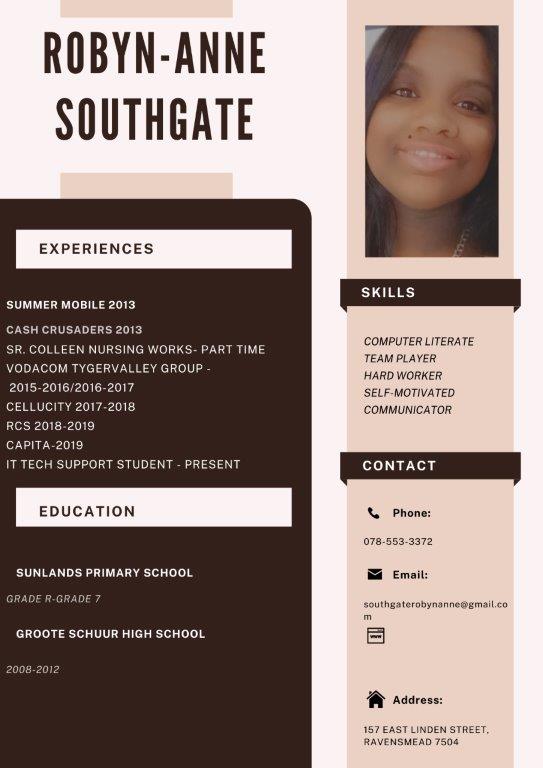 ROBYN-ANNE
SOUTHGATE
EXPERIENCES
SUMMER MOBILE 2013
CASH CRUSADERS 2013
SR. COLLEEN NURSING WORKS- PART TIME
VODACOM TYGERVALLEY GROUP -
2015-2016/2016-2017
CELLUCITY 2017-2018
RCS 2018-2019
CAPITA-2019
IT TECH SUPPORT STUDENT - PRESENT
EDUCATION
SUNLANDS PRIMARY SCHOOL
GRADE R-GRADE 7
GROOTE SCHUUR HIGH SCHOOL
2008-2012
SKILLS
COMPUTER LITERATE
TEAM PLAYER
HARD WORKER
SELF-MOTIVATED
COMMUNICATOR
CONTACT
Phone:
078-553-3372
Email:
southgaterobynanne@gmail.co
m
www
Address:
157 EAST LINDEN STREET,
RAVENSMEAD 7504